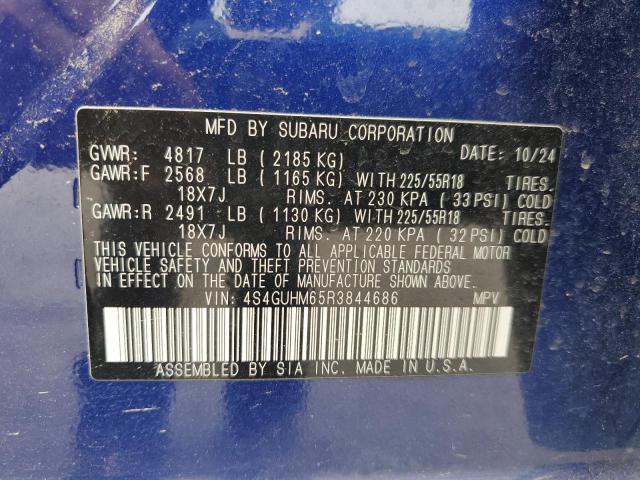 MFD BY SUBARU CORPORATION
GVWR: 4817 LB ( 2185 KG) DATE: 10/24
GAWR:F 2568 LB ( 1165 KG) WITH 225/55R18 TIRES.
18X7J RIMS. AT 230 KPA ( 33 PSI) COLD
GAWR:R 2491 LB ( 1130 KG) WITH 225/55R18 TIRES.
18X7J RIMS. AT 220 KPA ( 32 PSI) COLD
THIS VEHICLE CONFORMS TO ALL APPLICABLE FEDERAL MOTOR
VEHICLE SAFETY AND THEFT PREVENTION STANDARDS
IN EFFECT ON THE DATE OF MANUFACTURE SHOWN ABOVE.
VIN: 4S4GUHM65R3844686 MPV
ASSEMBLED BY SIA INC. MADE IN U.S.A.